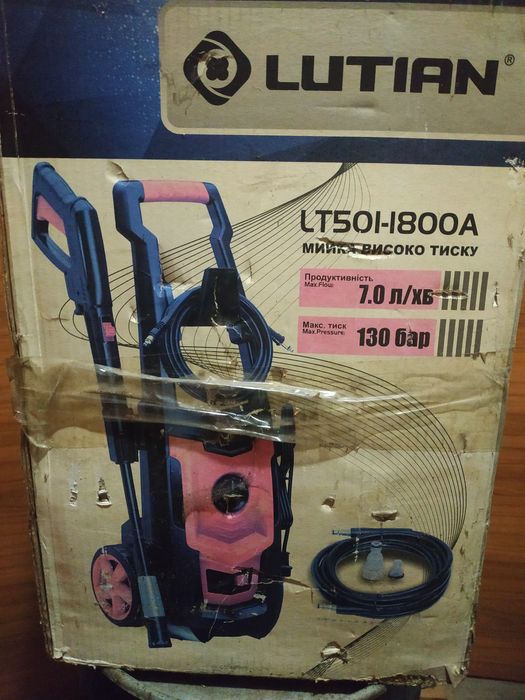 LUTIAN®
LT501-1800A
МИЙКА ВИСОКО ТИСКУ
Продуктивність
Max.Flow:
7.0 л/хв
Макс. тиск
Max.Pressure:
130 бар